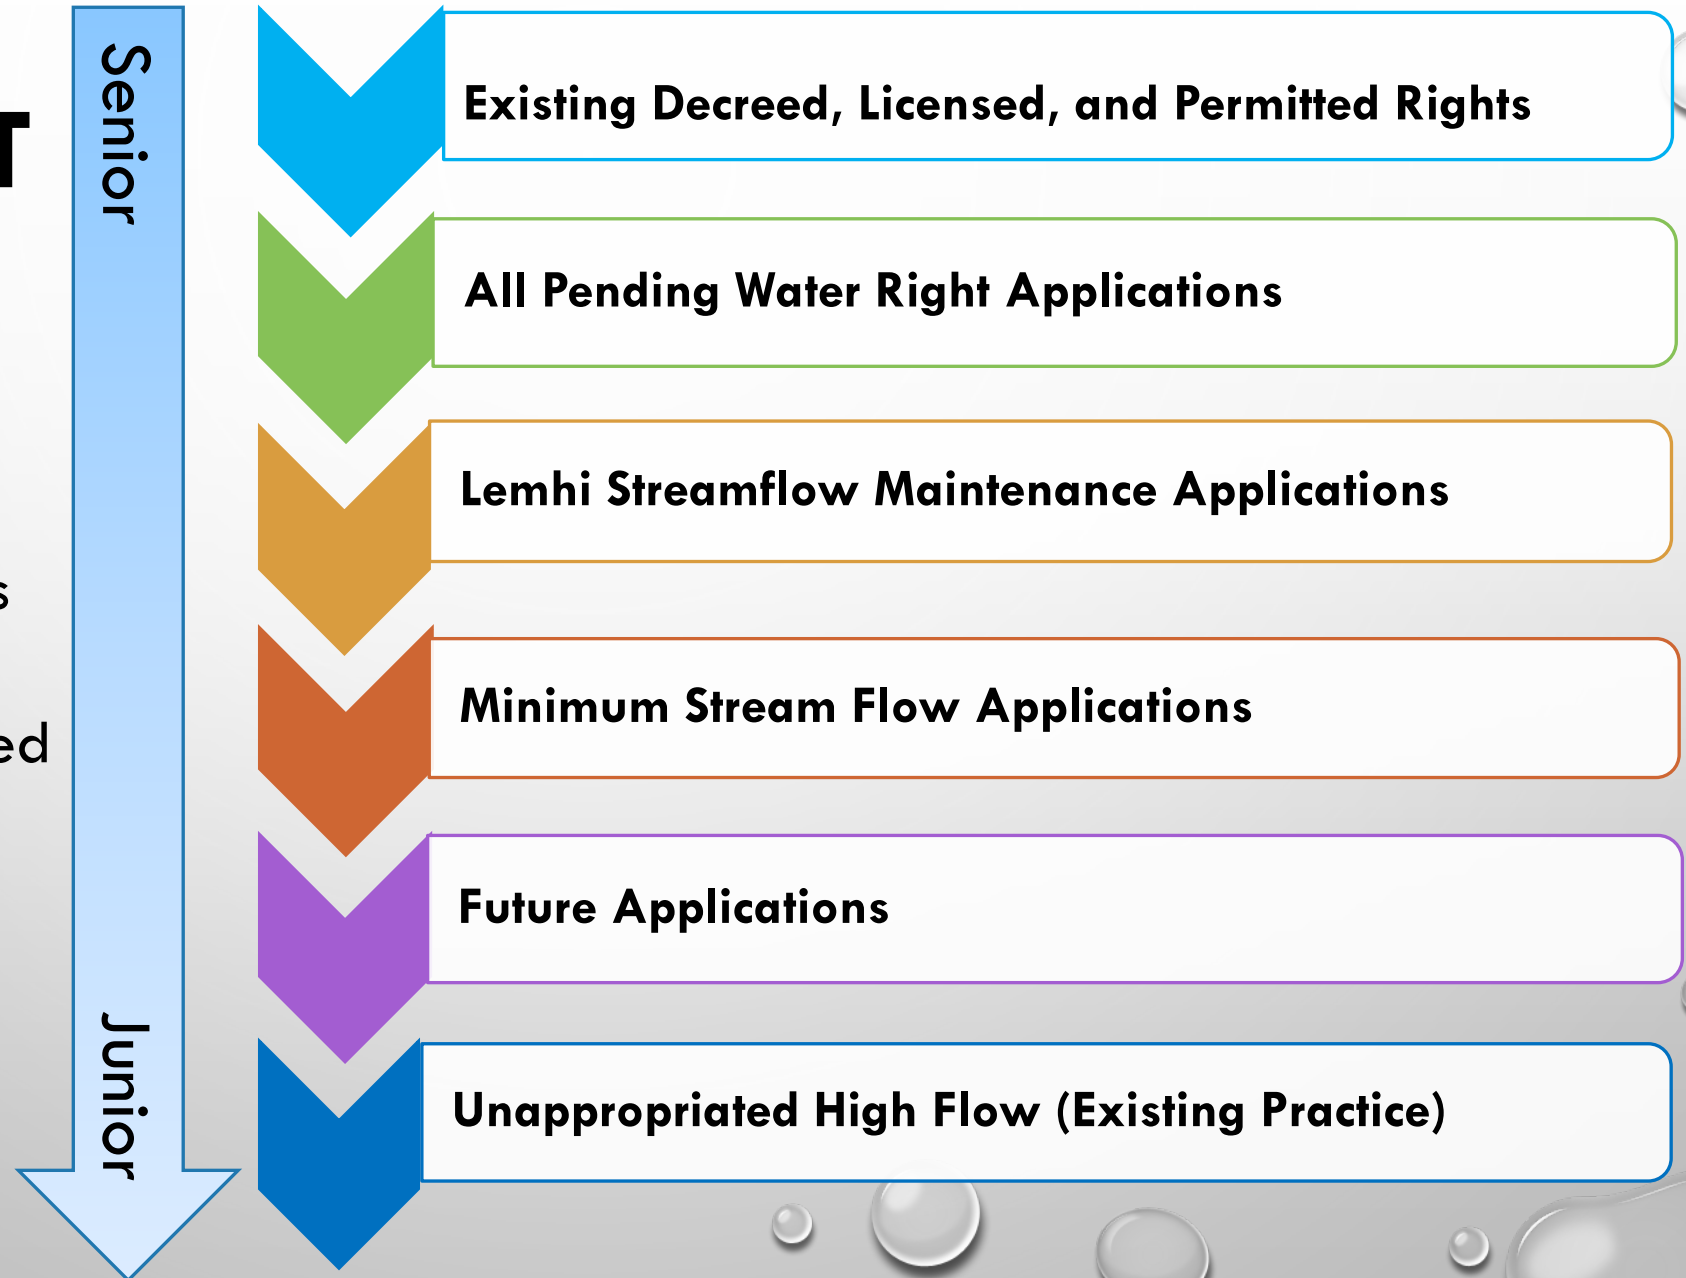 T
s
ed
Senior
Junior
Existing Decreed, Licensed, and Permitted Rights
All Pending Water Right Applications
Lemhi Streamflow Maintenance Applications
Minimum Stream Flow Applications
Future Applications
Unappropriated High Flow (Existing Practice)